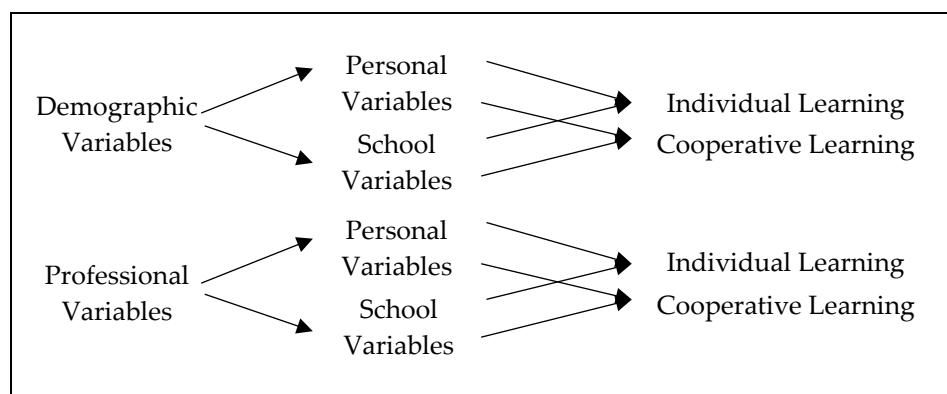 Demographic
Variables
Personal
Variables
School
Variables
Individual Learning
Cooperative Learning
Professional
Variables
Personal
Variables
School
Variables
Individual Learning
Cooperative Learning